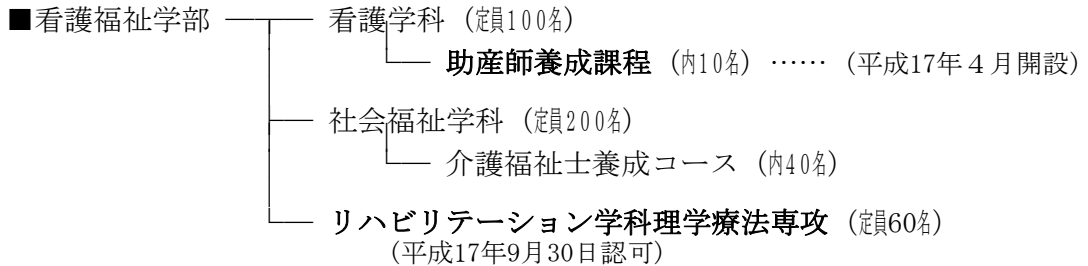 ■看護福祉学部 看護学科 (定員100名)
助産師養成課程 (内10名) …… (平成17年４月開設)
社会福祉学科 (定員200名)
介護福祉士養成コース (内40名)
リハビリテーション学科理学療法専攻 (定員60名)
(平成17年9月30日認可)